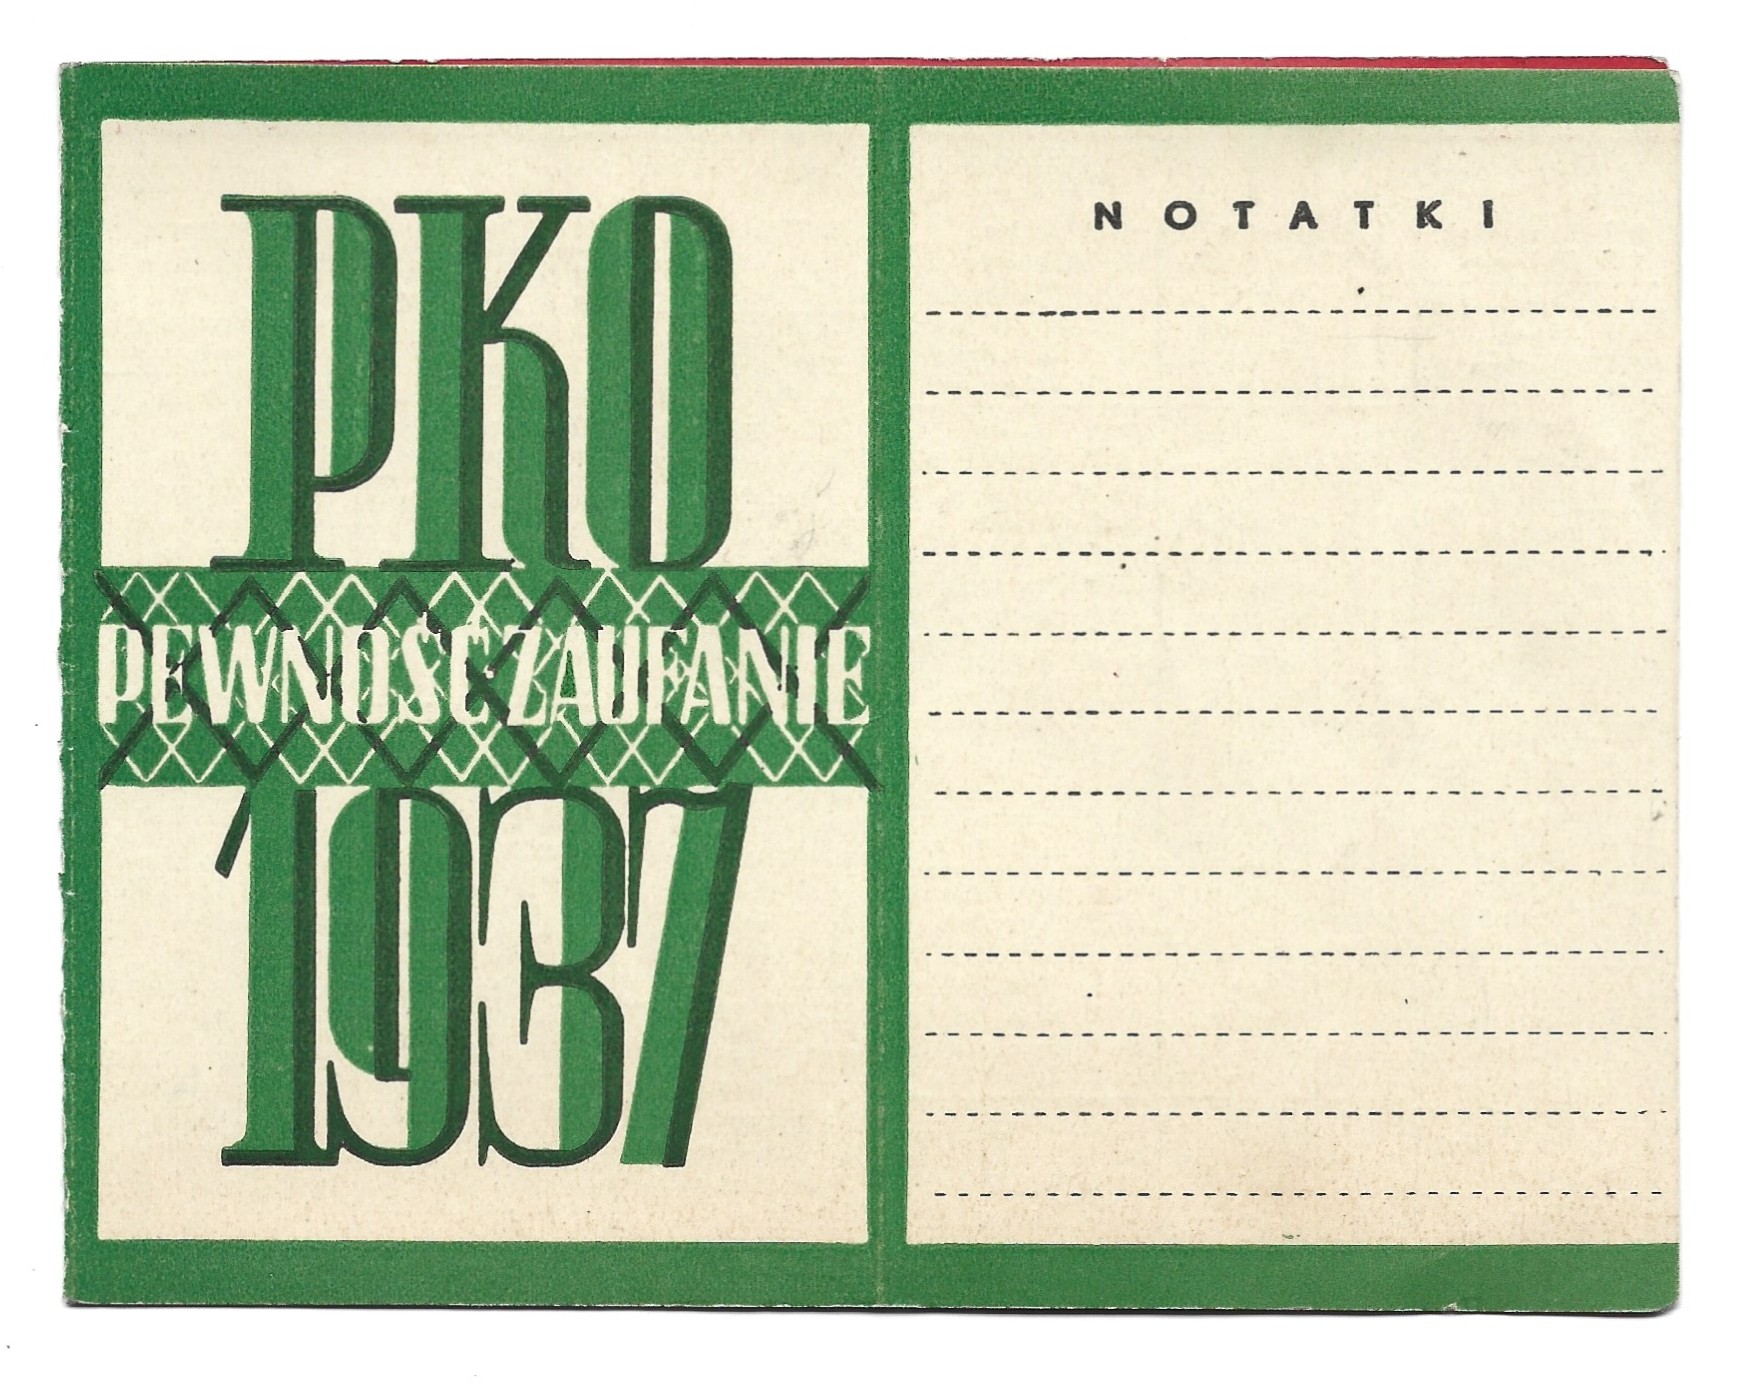 PKO
PEWNOŚĆ·ZAUFANIE
1937
NOTATKI